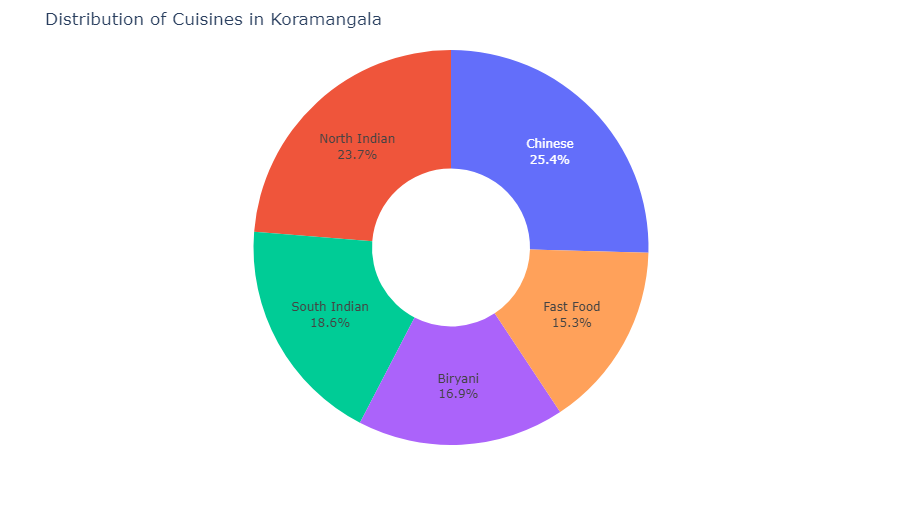 Distribution of Cuisines in Koramangala
North Indian
23.7%
Chinese
25.4%
South Indian
18.6%
Fast Food
15.3%
Biryani
16.9%